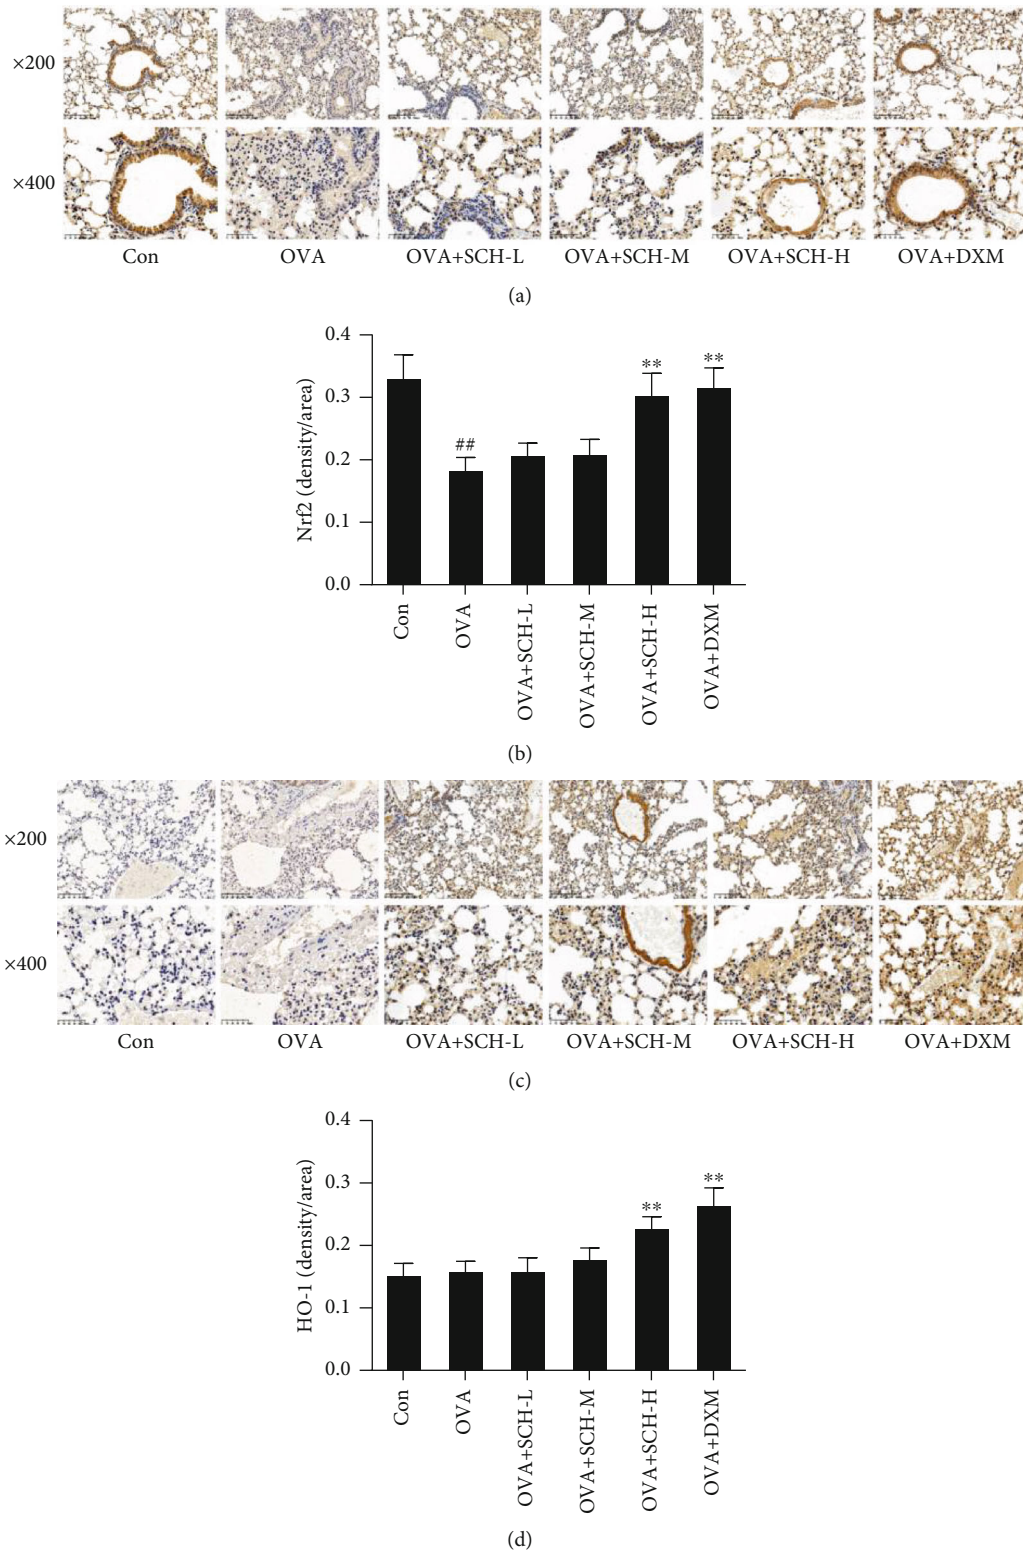 ×200
×400
Con OVA OVA+SCH-L OVA+SCH-M OVA+SCH-H OVA+DXM
(a)
Nrf2 (density/area)
0.4
0.3
0.2
0.1
0.0
##
**
**
Con
OVA
OVA+SCH-L
OVA+SCH-M
OVA+SCH-H
OVA+DXM
(b)
×200
×400
Con OVA OVA+SCH-L OVA+SCH-M OVA+SCH-H OVA+DXM
(c)
HO-1 (density/area)
0.4
0.3
0.2
0.1
0.0
**
**
Con
OVA
OVA+SCH-L
OVA+SCH-M
OVA+SCH-H
OVA+DXM
(d)